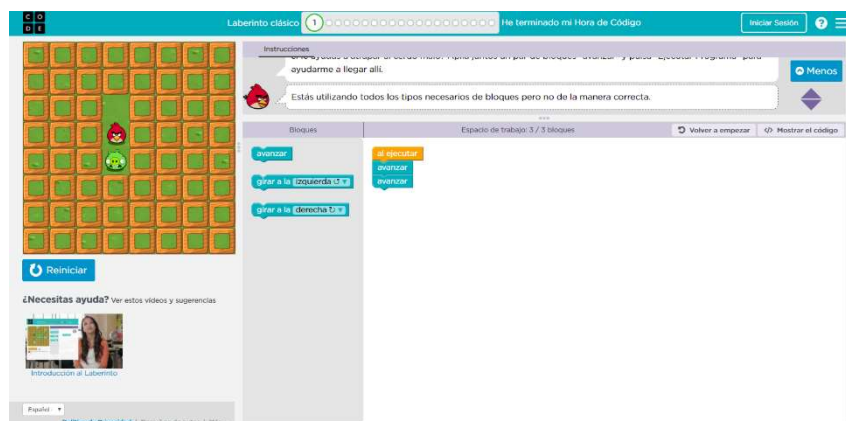 C O
D E
Laberinto clásico
1
He terminado mi Hora de Código
Iniciar Sesión
?
Instrucciones
ayudarme a llegar allí.
Menos
Estás utilizando todos los tipos necesarios de bloques pero no de la manera correcta.
Bloques
Espacio de trabajo: 3 / 3 bloques
Volver a empezar
</> Mostrar el código
avanzar
al ejecutar
avanzar
avanzar
girar a la izquierda
girar a la derecha
Reiniciar
¿Necesitas ayuda? Ver estos vídeos y sugerencias
Introducción al Laberinto
Español